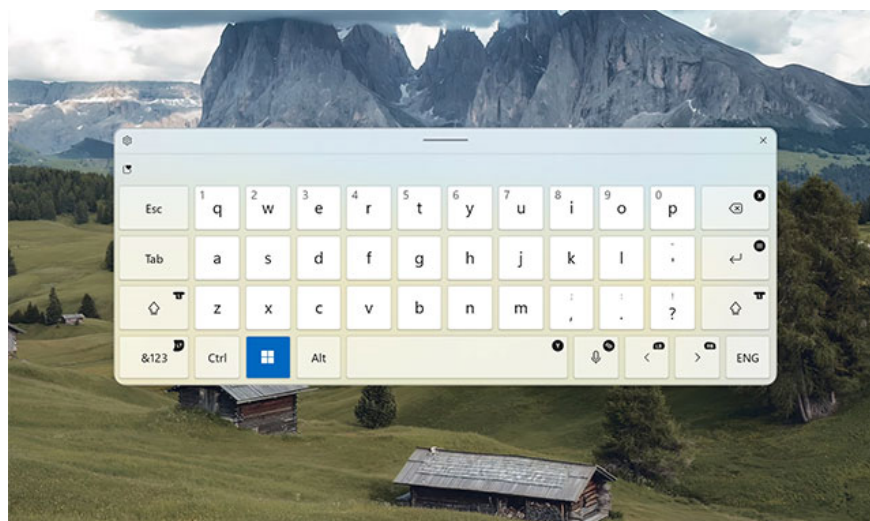 Esc 1 q 2 w 3 e 4 r 5 t 6 y 7 u 8 i 9 o 0 p X
Tab a s d f g h j k l " '
z x c v b n m ; , : . ! ?
&123 Ctrl Alt Y < > ENG